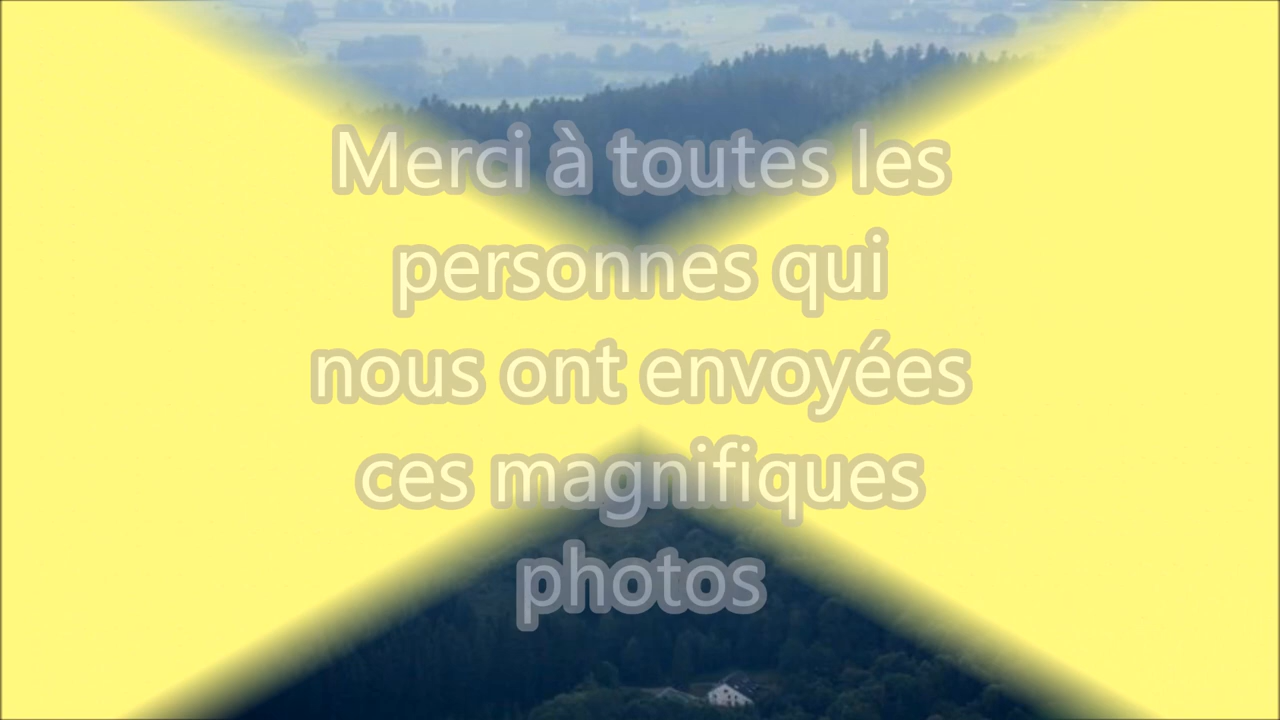 Merci à toutes les
personnes qui
nous ont envoyées
ces magnifiques
photos